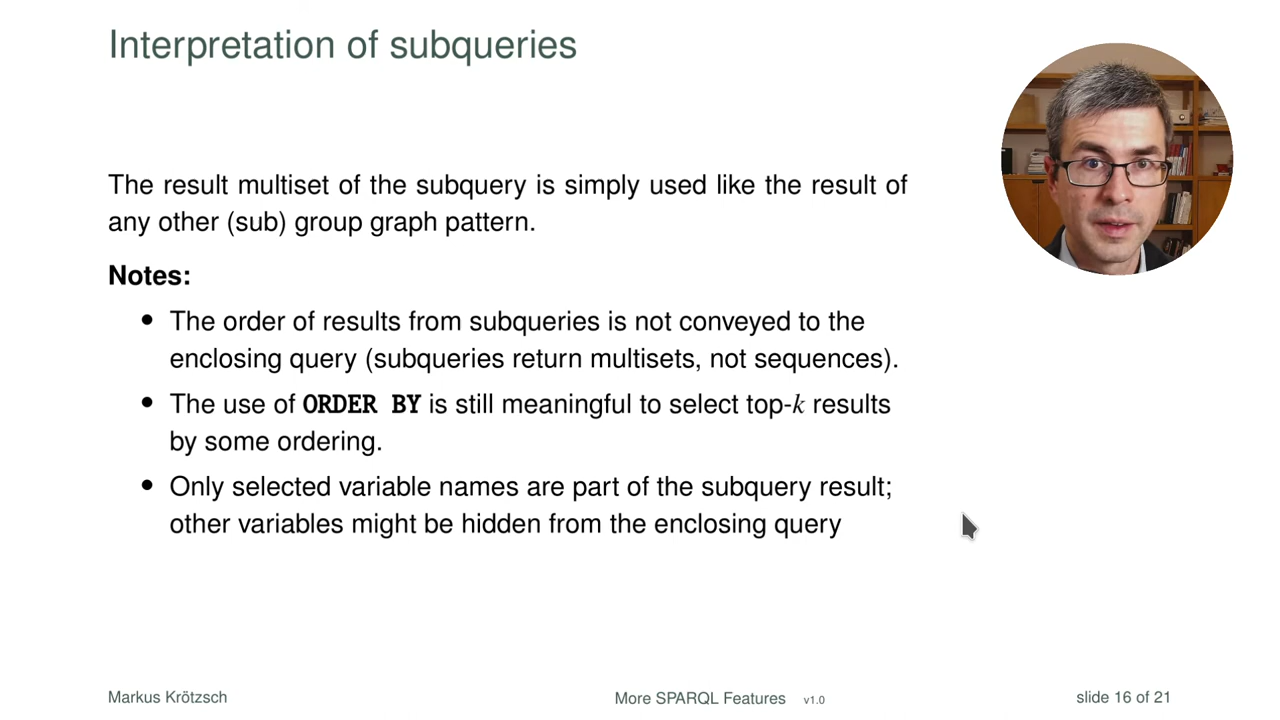 Interpretation of subqueries
The result multiset of the subquery is simply used like the result of
any other (sub) group graph pattern.
Notes:
• The order of results from subqueries is not conveyed to the
enclosing query (subqueries return multisets, not sequences).
• The use of ORDER BY is still meaningful to select top-k results
by some ordering.
• Only selected variable names are part of the subquery result;
other variables might be hidden from the enclosing query
Markus Krötzsch More SPARQL Features v1.0 slide 16 of 21